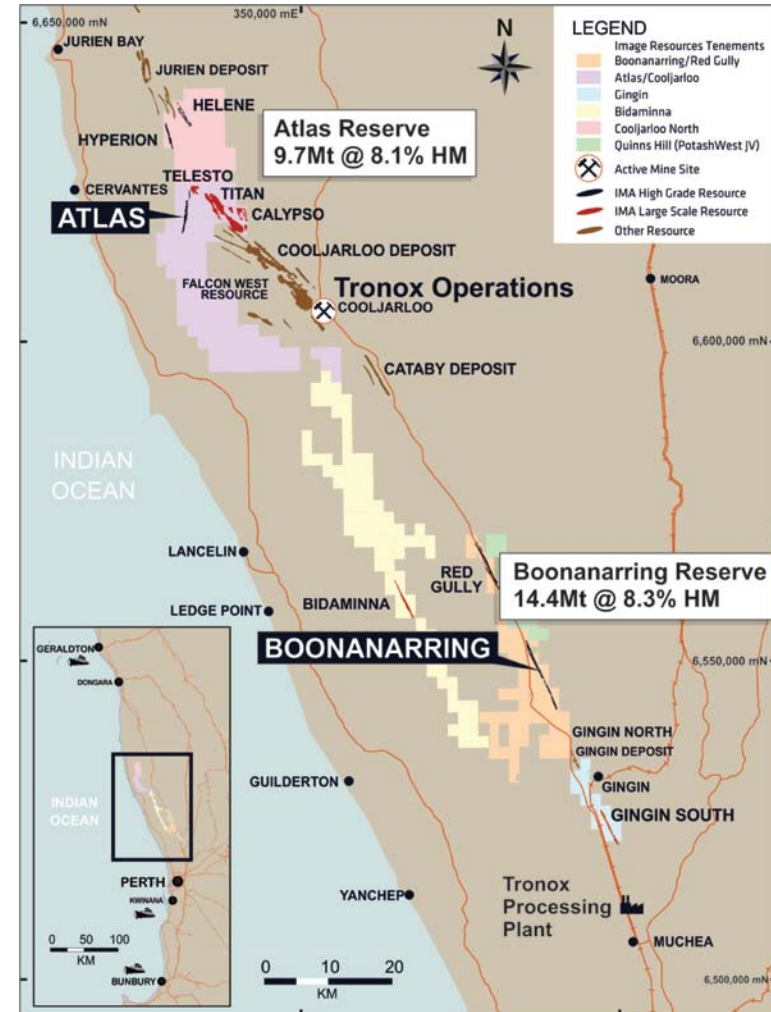 6,650,000 mN
350,000 mE
JURIEN BAY
JURIEN DEPOSIT
HELENE
HYPERION
N
LEGEND
Image Resources Tenements
Boonanarring/Red Gully
Atlas/Cooljarloo
Gingin
Bidaminna
Cooljarloo North
Quinns Hill (PotashWest JV)
Active Mine Site
IMA High Grade Resource
IMA Large Scale Resource
Other Resource
Atlas Reserve
9.7Mt @ 8.1% HM
TELESTO
CERVANTES
TITAN
ATLAS
CALYPSO
COOLJARLOO DEPOSIT
FALCON WEST
RESOURCE
Tronox Operations
COOLJARLOO
MOORA
6,600,000 mN
CATABY DEPOSIT
INDIAN
OCEAN
LANCELIN
RED
GULLY
BIDAMINNA
LEDGE POINT
Boonanarring Reserve
14.4Mt @ 8.3% HM
BOONANARRING
6,550,000 mN
GINGIN NORTH
GINGIN DEPOSIT
GINGIN
GUILDERTON
GINGIN SOUTH
YANCHEP
Tronox
Processing
Plant
MUCHEA
6,500,000 mN
0 10 20
KM
GERALDTON
DONGARA
INDIAN
OCEAN
PERTH
KWINANA
0 50 100
KM
BUNBURY